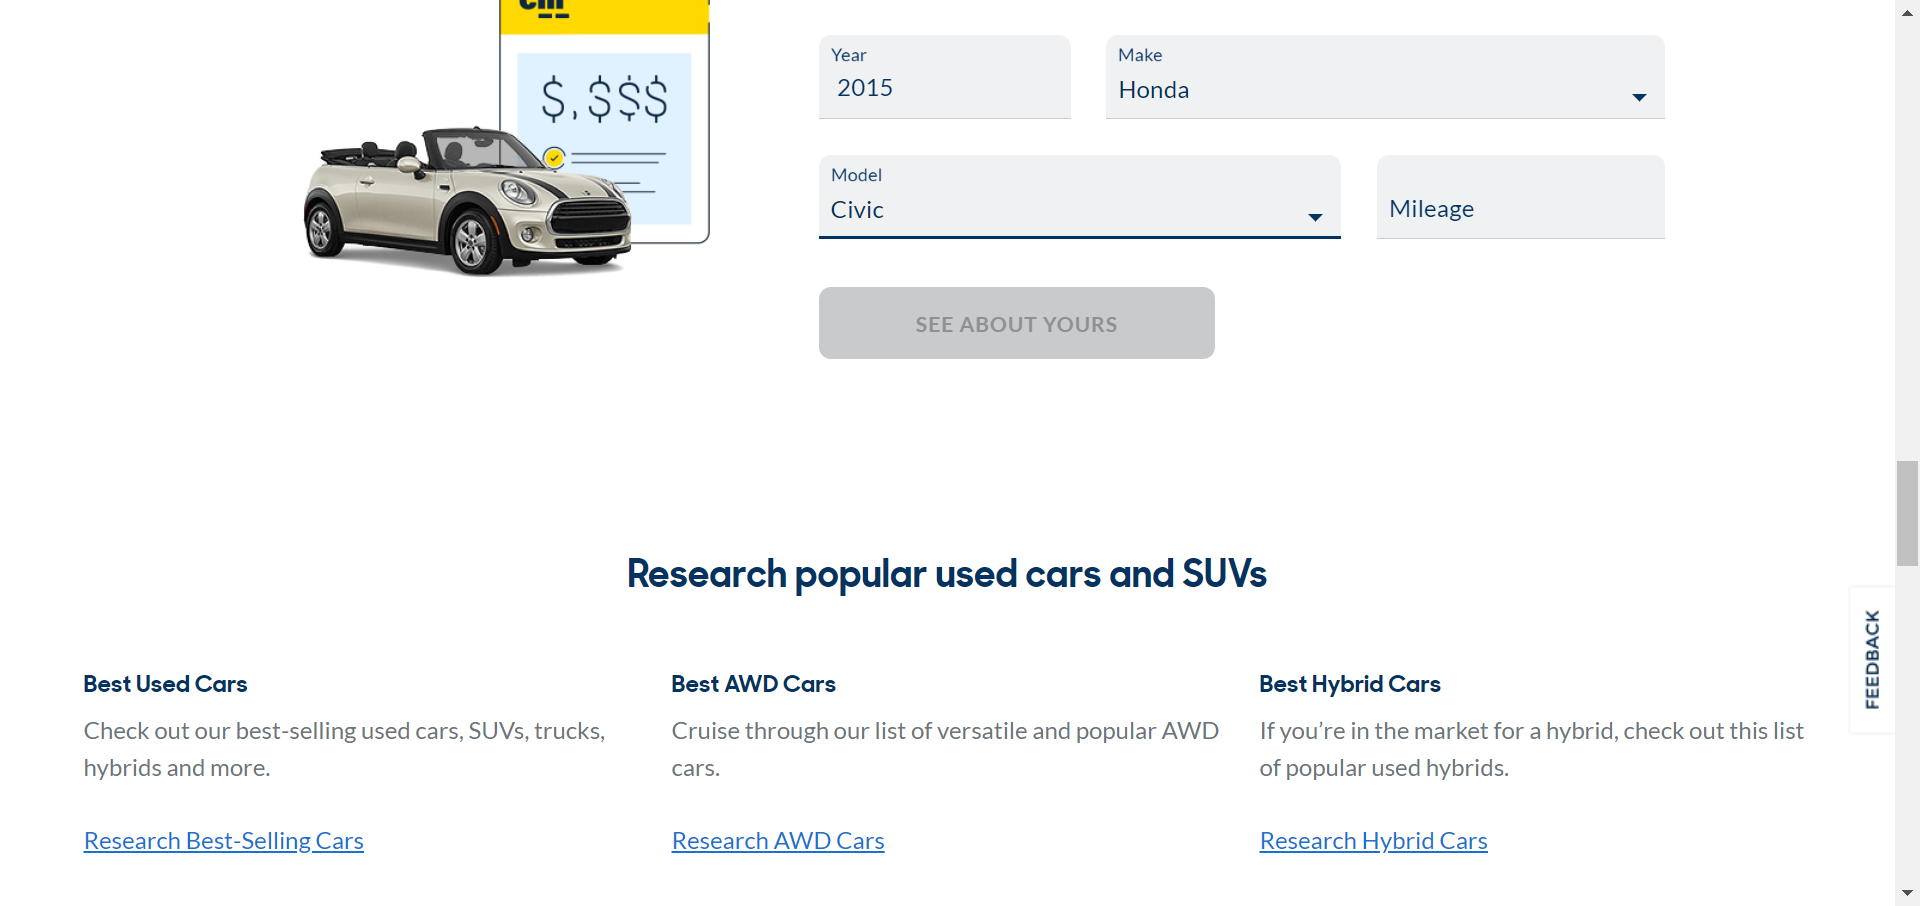 $,$$$
Year
2015
Make
Honda
Model
Civic
Mileage
SEE ABOUT YOURS
Research popular used cars and SUVs
Best Used Cars
Check out our best-selling used cars, SUVs, trucks,
hybrids and more.
Research Best-Selling Cars
Best AWD Cars
Cruise through our list of versatile and popular AWD
cars.
Research AWD Cars
Best Hybrid Cars
If you’re in the market for a hybrid, check out this list
of popular used hybrids.
Research Hybrid Cars
FEEDBACK